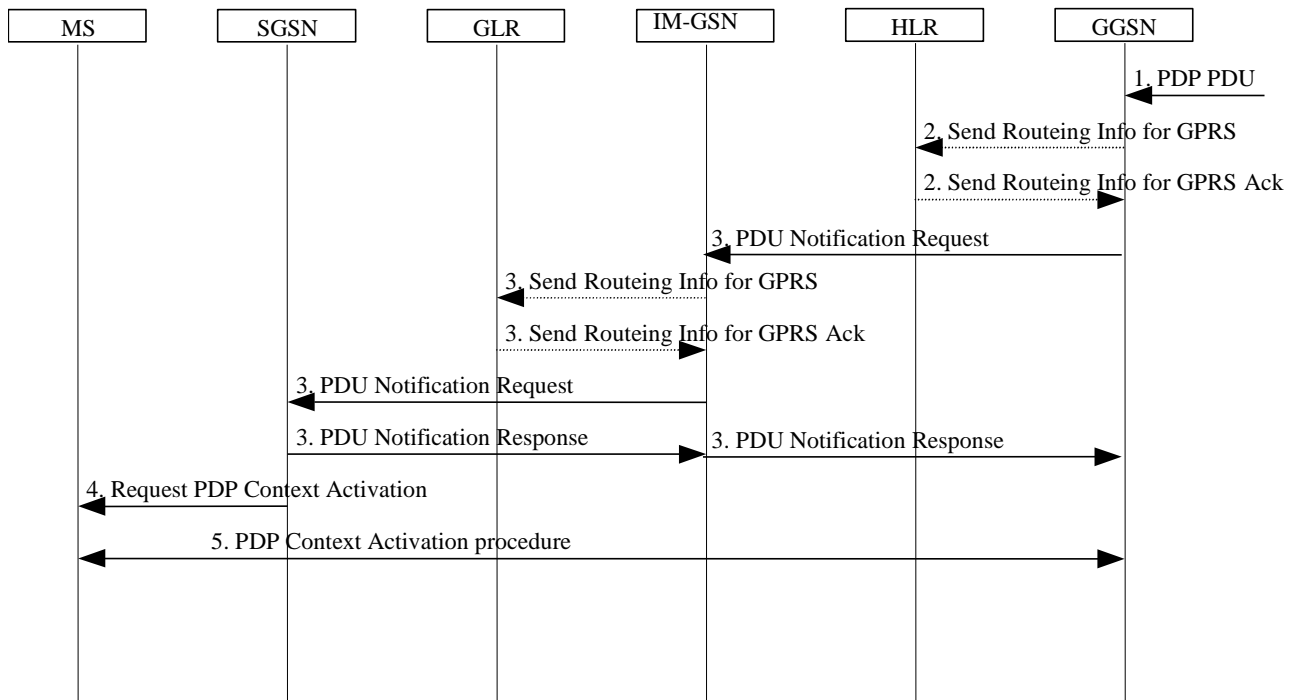 MS
SGSN
GLR
IM-GSN
HLR
GGSN
1. PDP PDU
2. Send Routeing Info for GPRS
2. Send Routeing Info for GPRS Ack
3. PDU Notification Request
3. Send Routeing Info for GPRS
3. Send Routeing Info for GPRS Ack
3. PDU Notification Request
3. PDU Notification Response
3. PDU Notification Response
4. Request PDP Context Activation
5. PDP Context Activation procedure